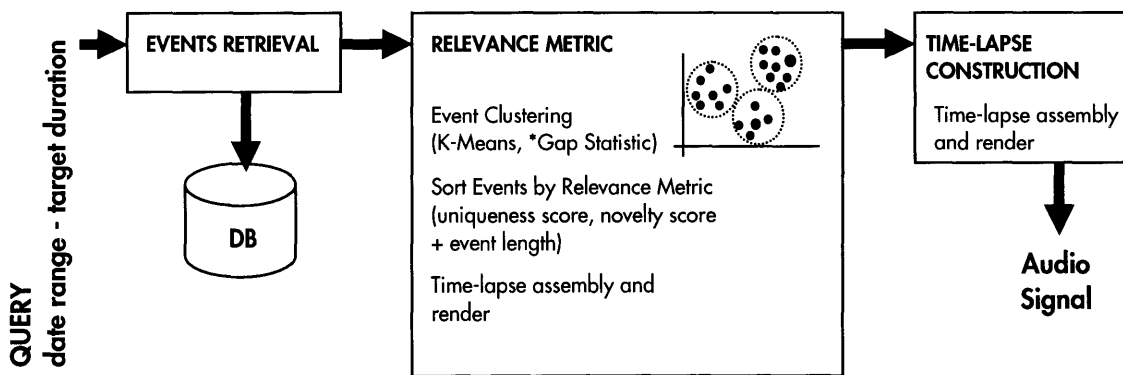 QUERY
date range - target duration
EVENTS RETRIEVAL
DB
RELEVANCE METRIC
Event Clustering
(K-Means, *Gap Statistic)
Sort Events by Relevance Metric
(uniqueness score, novelty score
+ event length)
Time-lapse assembly and
render
TIME-LAPSE
CONSTRUCTION
Time-lapse assembly
and render
Audio
Signal